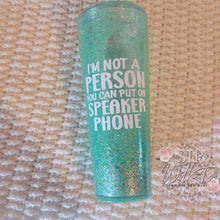 I'M NOT A
PERSON
YOU CAN PUT ON
SPEAKER
PHONE